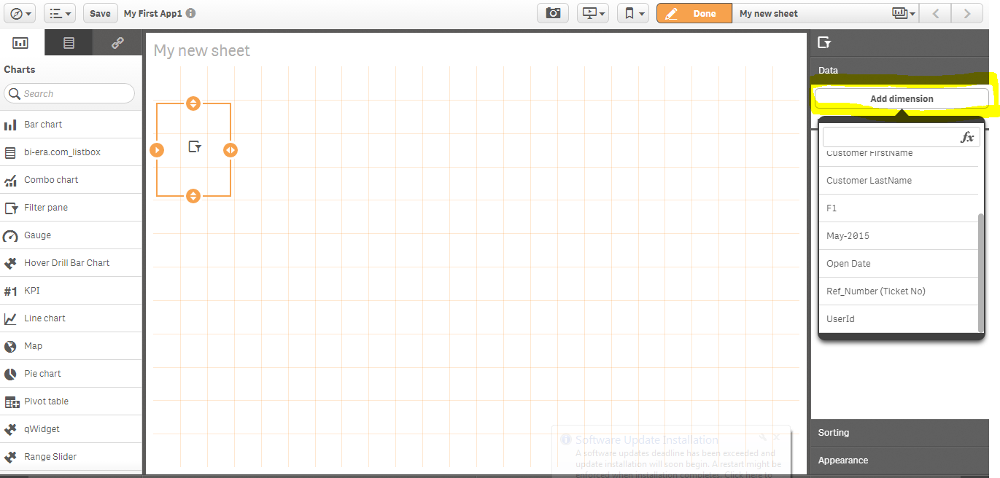 Save
My First App1
Done
My new sheet
Charts
Search
Bar chart
bi-era.com_listbox
Combo chart
Filter pane
Gauge
Hover Drill Bar Chart
#1 KPI
Line chart
Map
Pie chart
Pivot table
qWidget
Range Slider
My new sheet
Software Update Installation
A software updates deadline has been exceeded and
update installation will soon begin. A restart might be
enforced when installation completes. Click here to
Data
Add dimension
fx
Customer FirstName
Customer LastName
F1
May-2015
Open Date
Ref_Number (Ticket No)
UserId
Sorting
Appearance